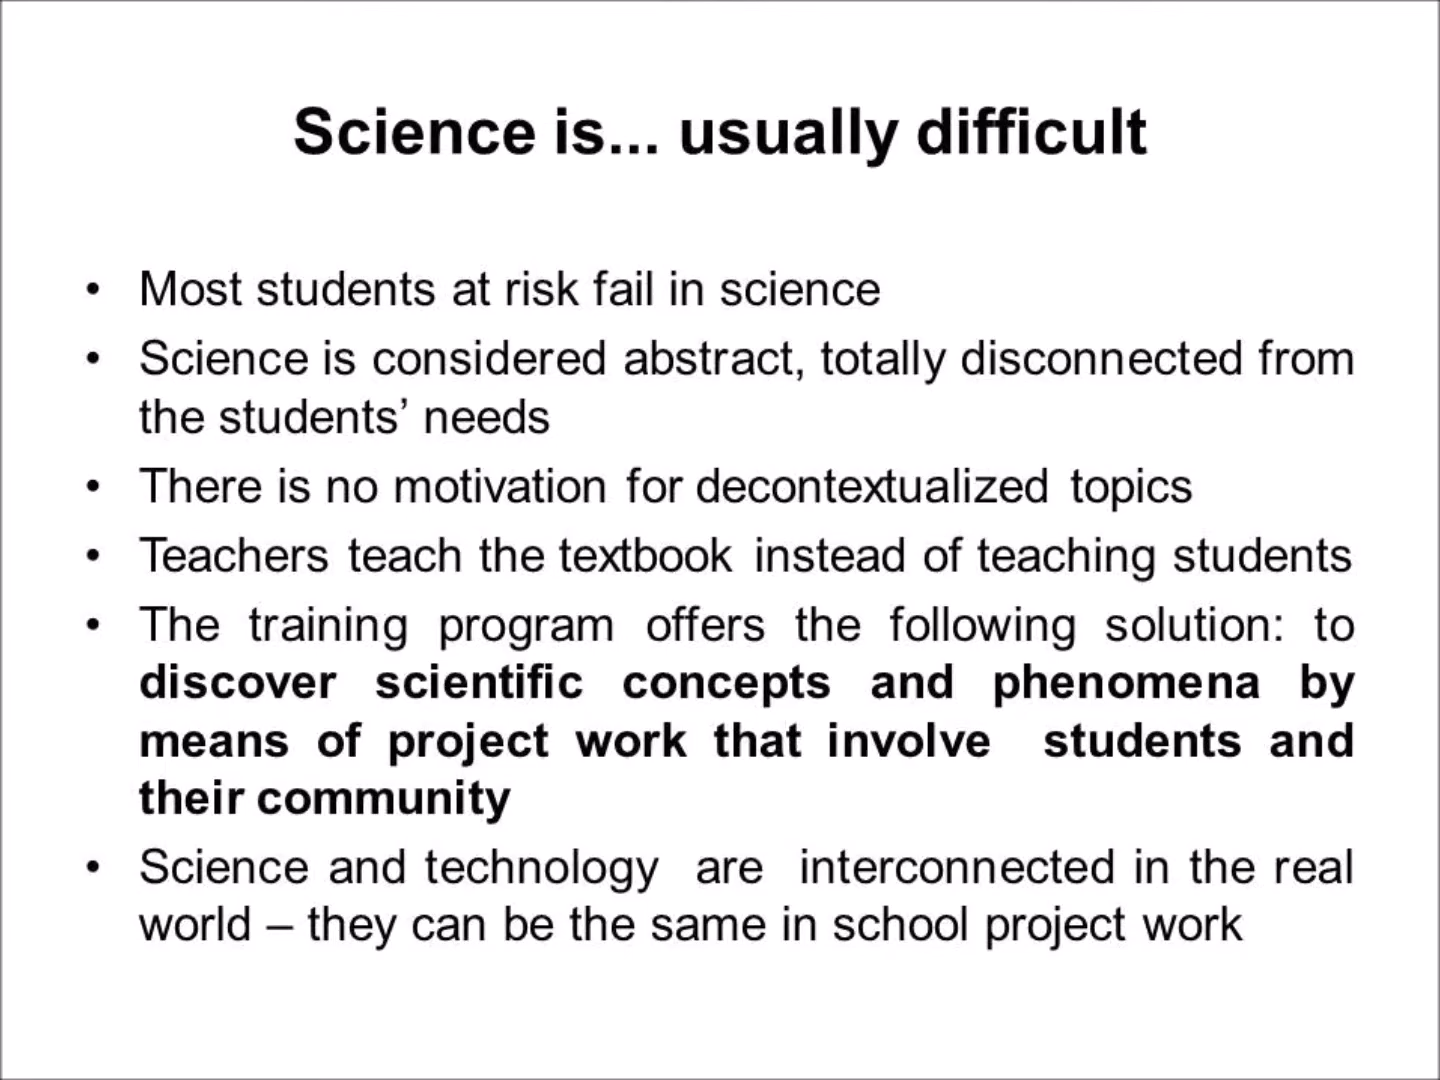 Science is... usually difficult
• Most students at risk fail in science
• Science is considered abstract, totally disconnected from
the students’ needs
• There is no motivation for decontextualized topics
• Teachers teach the textbook instead of teaching students
• The training program offers the following solution: to
discover scientific concepts and phenomena by
means of project work that involve students and
their community
• Science and technology are interconnected in the real
world – they can be the same in school project work